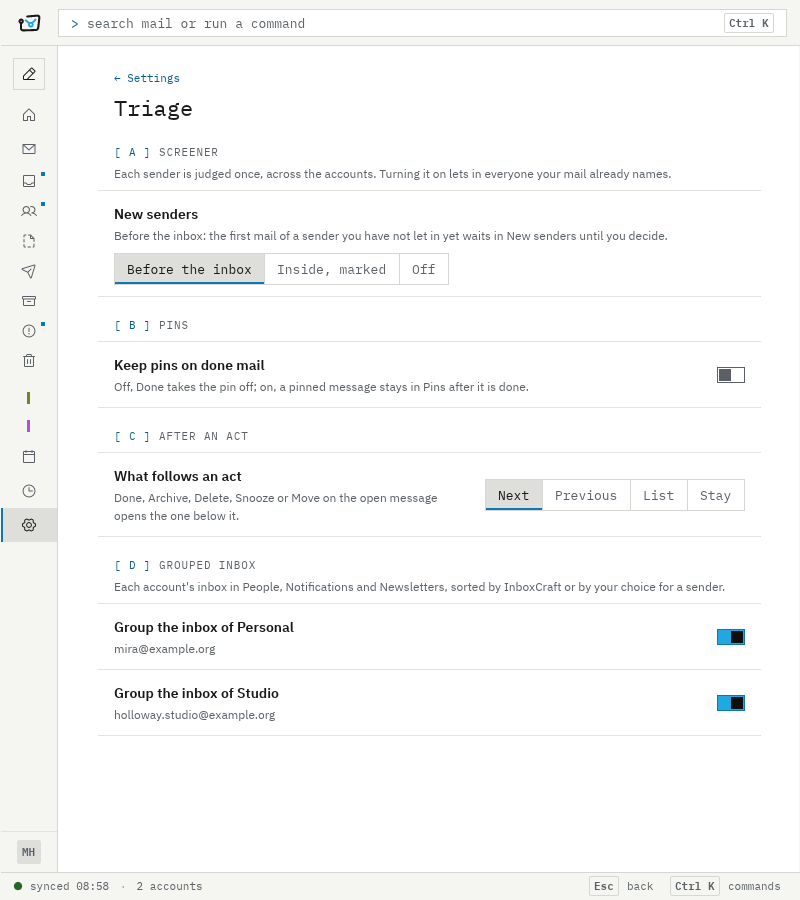 > search mail or run a command
Ctrl K
← Settings
Triage
[ A ] SCREENER
Each sender is judged once, across the accounts. Turning it on lets in everyone your mail already names.
New senders
Before the inbox: the first mail of a sender you have not let in yet waits in New senders until you decide.
Before the inbox
Inside, marked
Off
[ B ] PINS
Keep pins on done mail
Off, Done takes the pin off; on, a pinned message stays in Pins after it is done.
[ C ] AFTER AN ACT
What follows an act
Done, Archive, Delete, Snooze or Move on the open message
opens the one below it.
Next
Previous
List
Stay
[ D ] GROUPED INBOX
Each account's inbox in People, Notifications and Newsletters, sorted by InboxCraft or by your choice for a sender.
Group the inbox of Personal
mira@example.org
Group the inbox of Studio
holloway.studio@example.org
MH
synced 08:58 · 2 accounts
Esc back
Ctrl K commands